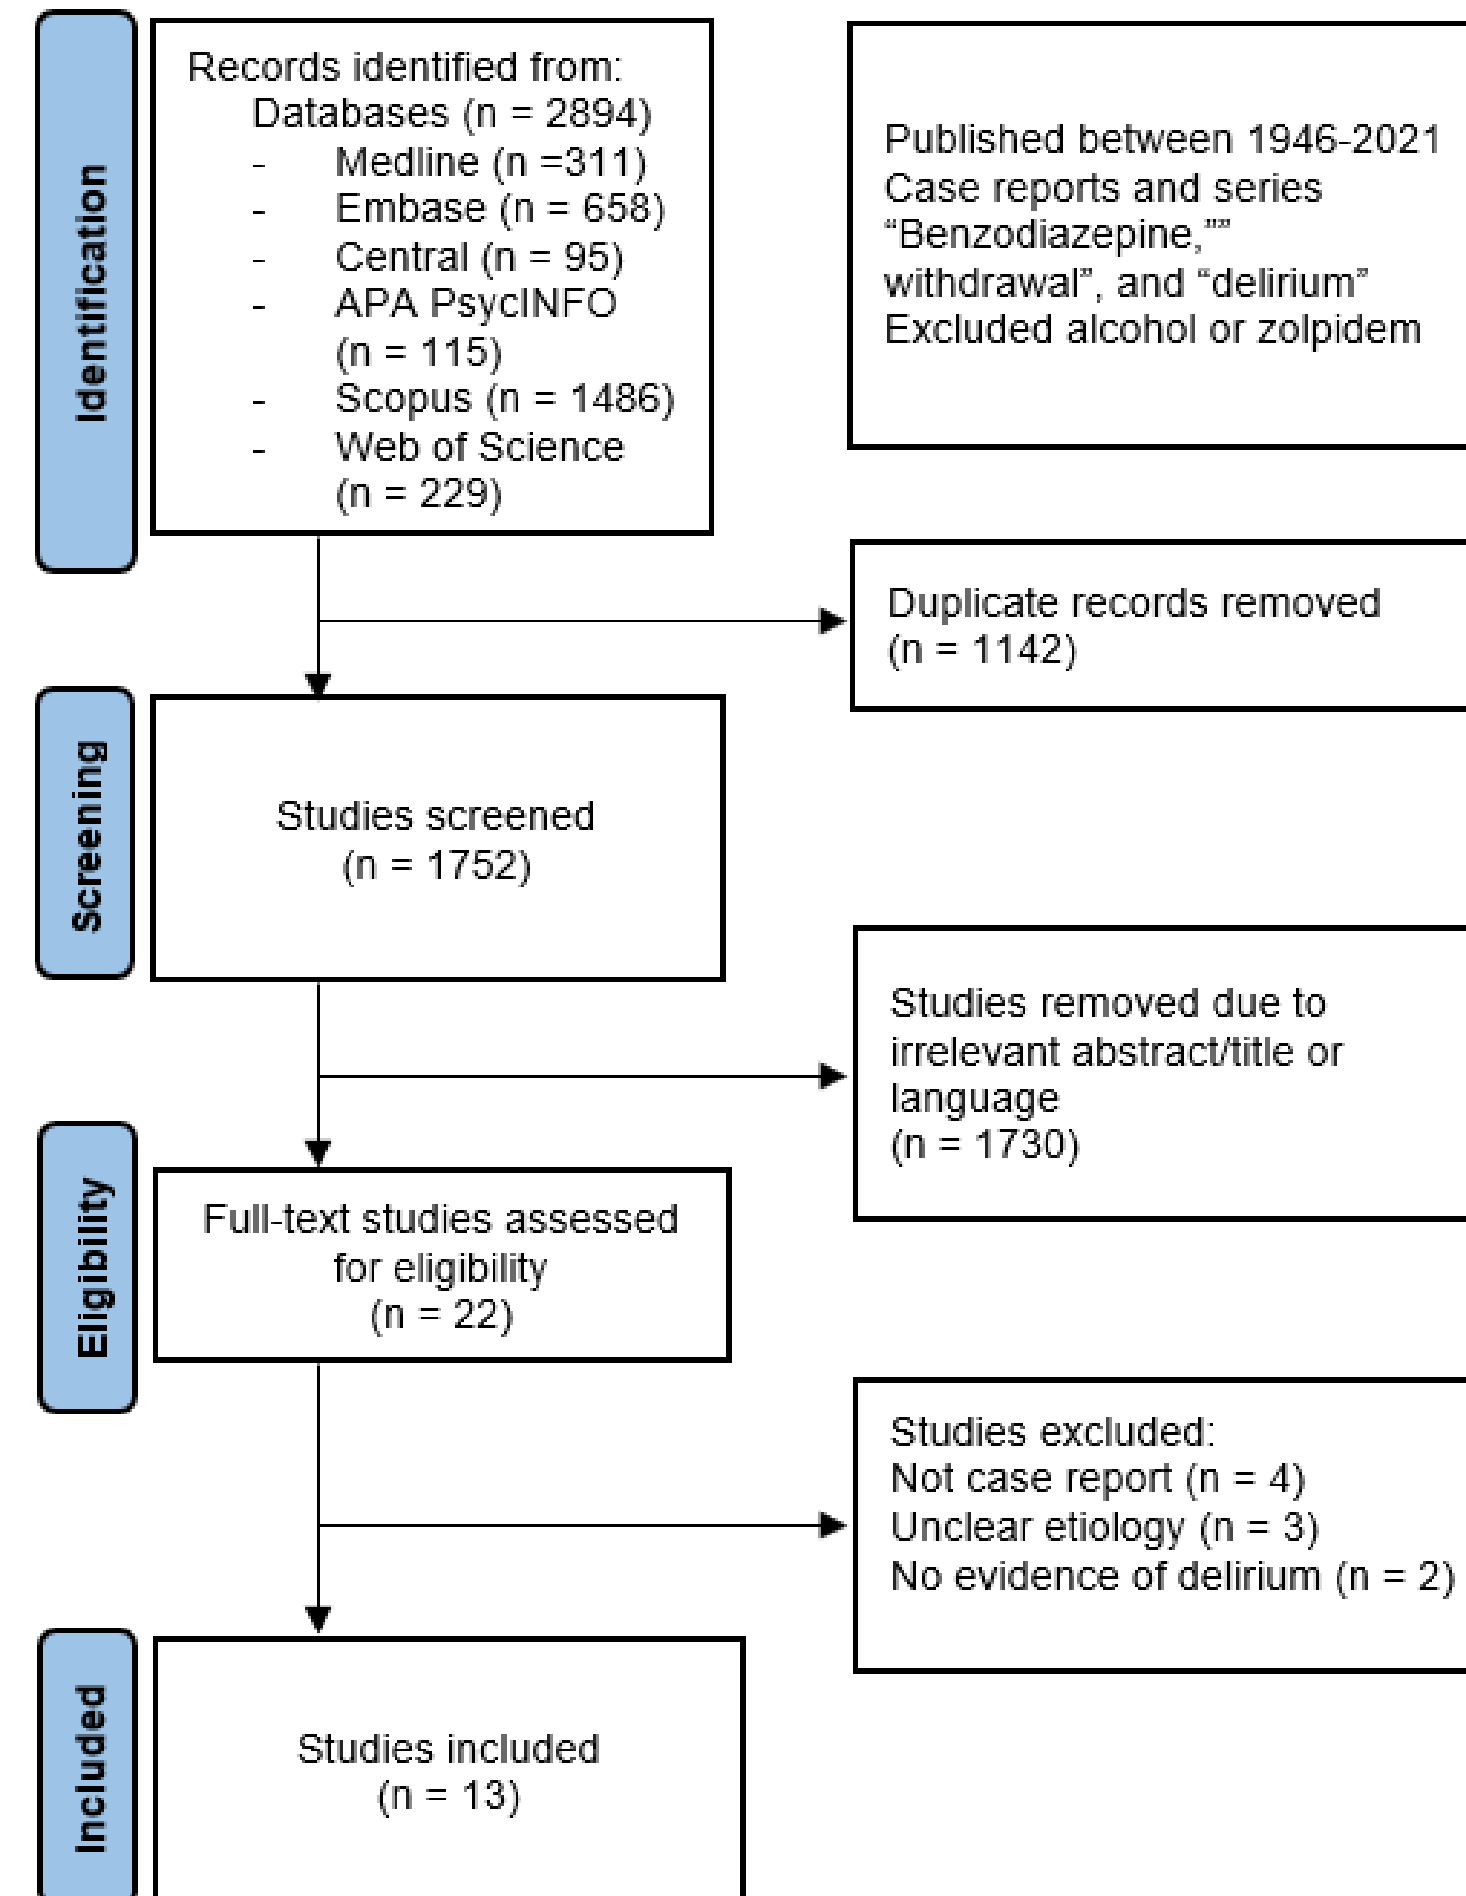 Identification
Records identified from:
Databases (n = 2894)
- Medline (n =311)
- Embase (n = 658)
- Central (n = 95)
- APA PsycINFO
(n = 115)
- Scopus (n = 1486)
- Web of Science
(n = 229)
Published between 1946-2021
Case reports and series
“Benzodiazepine,””
withdrawal”, and “delirium”
Excluded alcohol or zolpidem
Duplicate records removed
(n = 1142)
Screening
Studies screened
(n = 1752)
Studies removed due to
irrelevant abstract/title or
language
(n = 1730)
Eligibility
Full-text studies assessed
for eligibility
(n = 22)
Studies excluded:
Not case report (n = 4)
Unclear etiology (n = 3)
No evidence of delirium (n = 2)
Included
Studies included
(n = 13)